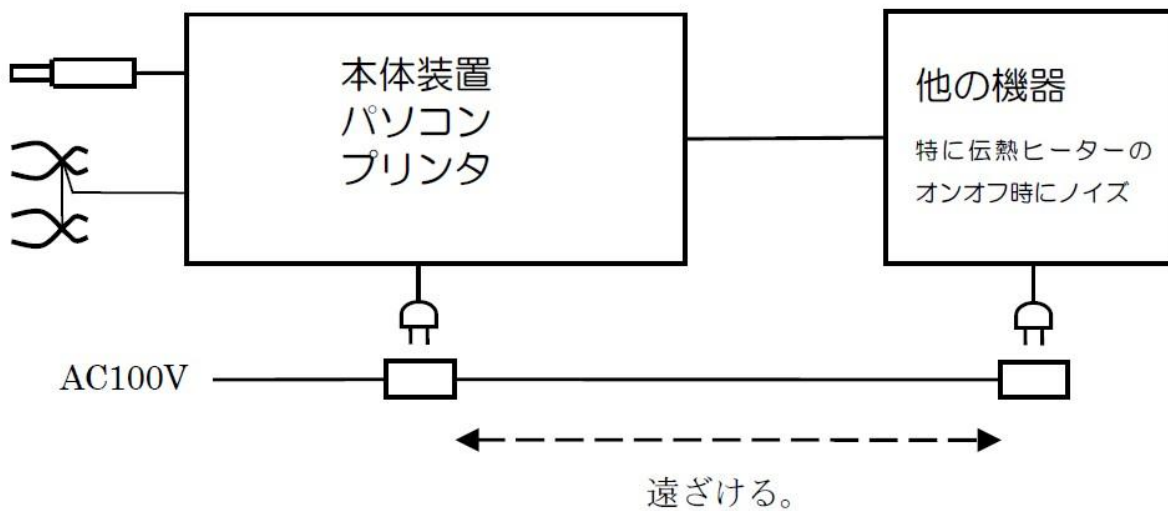 本体装置
パソコン
プリンタ
他の機器
特に伝熱ヒーターの
オンオフ時にノイズ
AC100V
遠ざける。